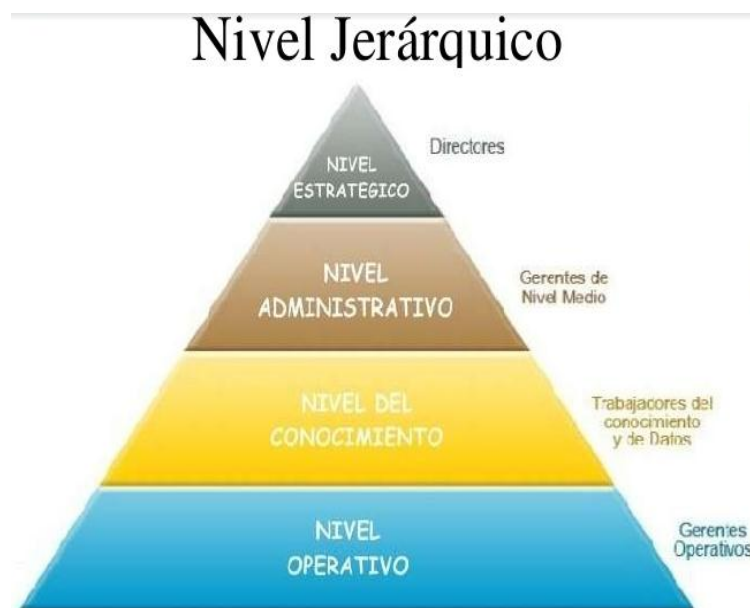 Nivel Jerárquico
NIVEL
ESTRATEGICO
Directores
NIVEL
ADMINISTRATIVO
Gerentes de
Nivel Medio
NIVEL DEL
CONOCIMIENTO
Trabajacores del
conocimiento
y de Datos
NIVEL
OPERATIVO
Gerentes
Operativos